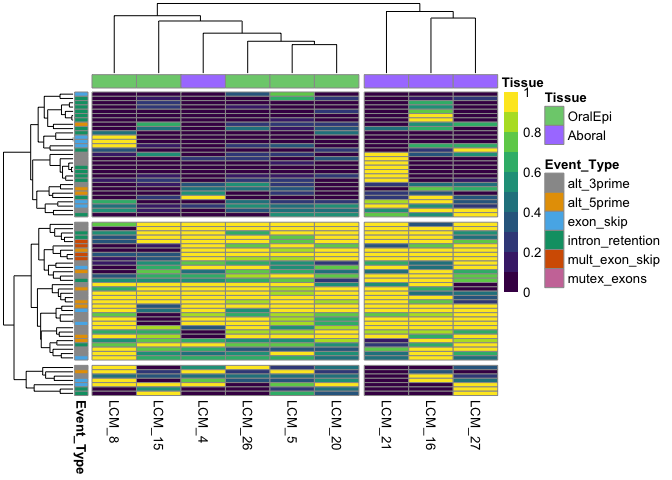 Tissue
1
0.8
0.6
0.4
0.2
0
Tissue
OralEpi
Aboral
Event_Type
alt_3prime
alt_5prime
exon_skip
intron_retention
mult_exon_skip
mutex_exons
Event_Type
LCM_8
LCM_15
LCM_4
LCM_26
LCM_5
LCM_20
LCM_21
LCM_16
LCM_27